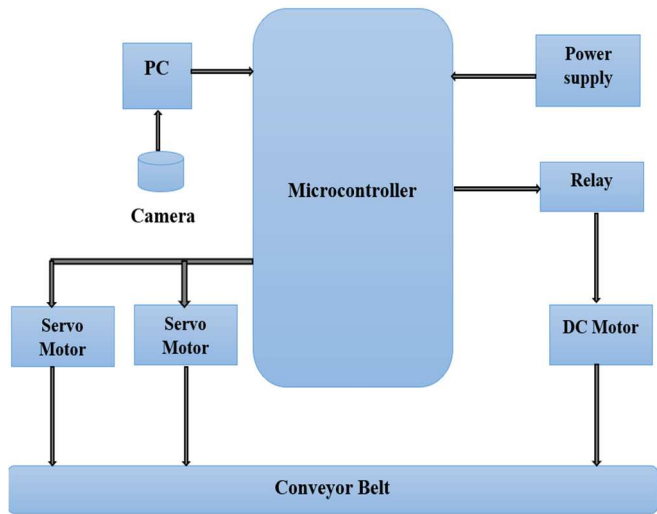 PC
Power
supply
Microcontroller
Relay
Camera
Servo
Motor
Servo
Motor
DC Motor
Conveyor Belt